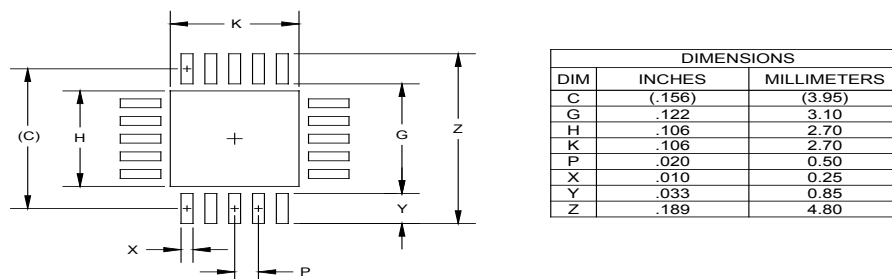 K
(C)
H
G
Z
Y
X
P
DIMENSIONS
DIM INCHES MILLIMETERS
C (.156) (3.95)
G .122 3.10
H .106 2.70
K .106 2.70
P .020 0.50
X .010 0.25
Y .033 0.85
Z .189 4.80